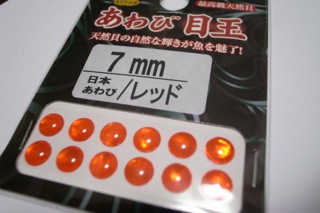 最高級天然貝
あわび 目玉
天然貝の自然な輝きが魚を魅了!
7mm
日本
あわび/レッド